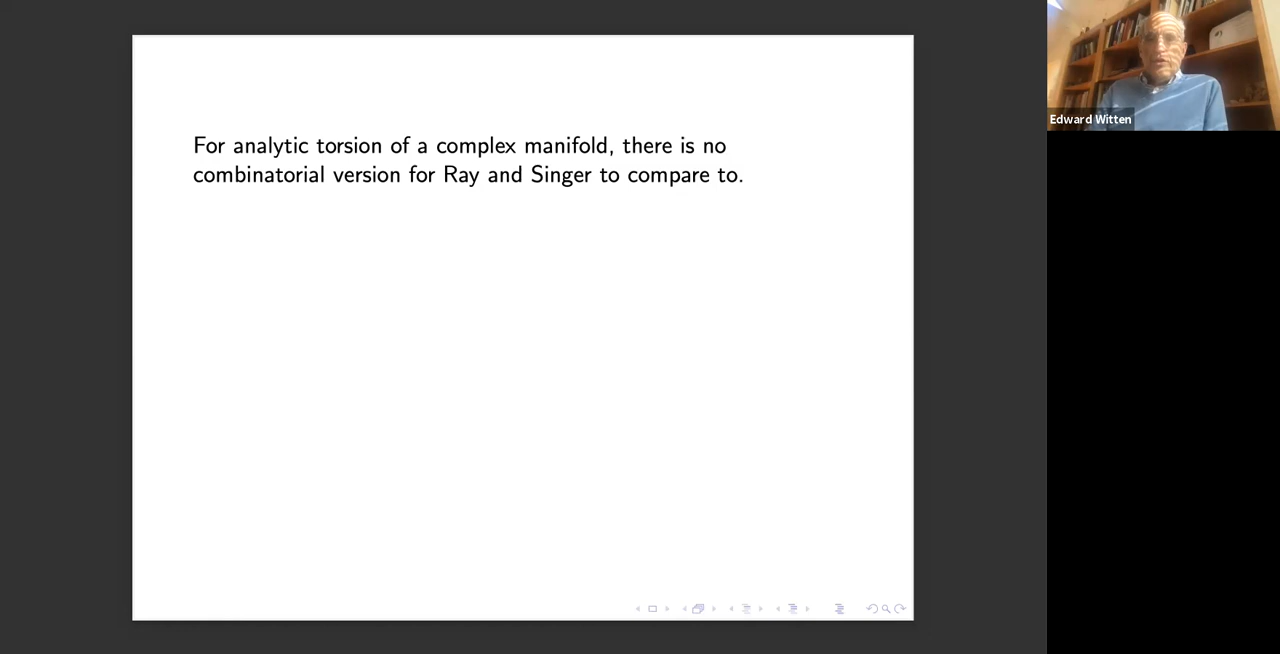 For analytic torsion of a complex manifold, there is no
combinatorial version for Ray and Singer to compare to.
Edward Witten